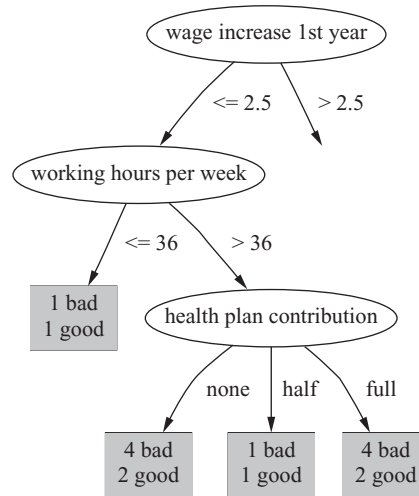 wage increase 1st year
<= 2.5
> 2.5
working hours per week
<= 36
> 36
1 bad
1 good
health plan contribution
none
half
full
4 bad
2 good
1 bad
1 good
4 bad
2 good